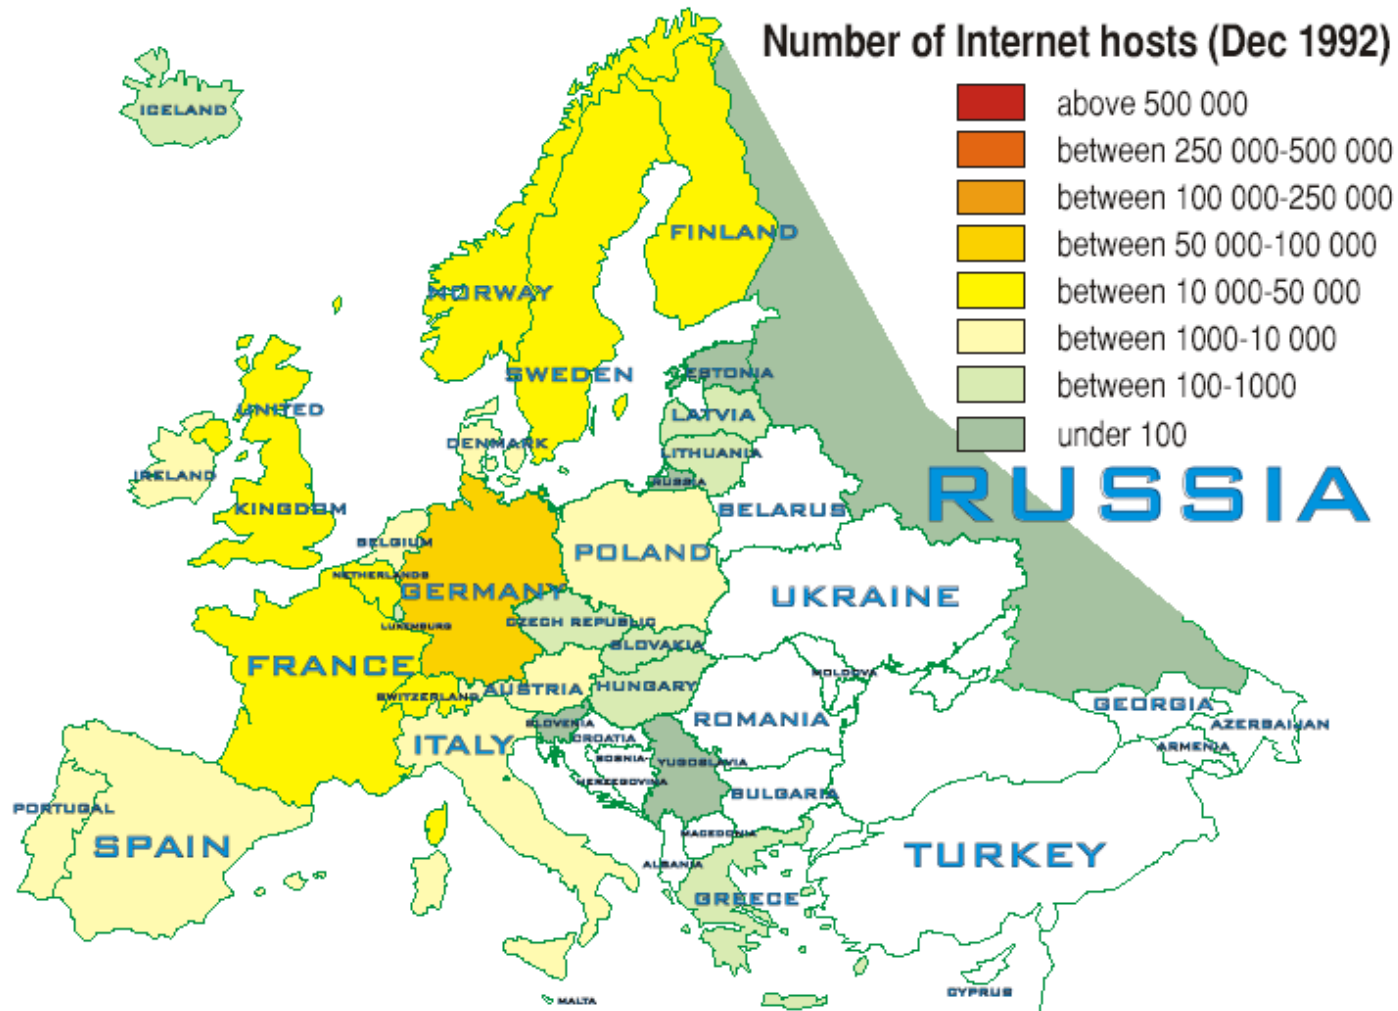 Number of Internet hosts (Dec 1992)
above 500 000
between 250 000-500 000
between 100 000-250 000
between 50 000-100 000
between 10 000-50 000
between 1000-10 000
between 100-1000
under 100
ICELAND
FINLAND
NORWAY
SWEDEN
ESTONIA
UNITED
LATVIA
DENMARK
LITHUANIA
IRELAND
RUSSIA
RUSSIA
KINGDOM
BELARUS
BELGIUM
POLAND
NETHERLANDS
GERMANY
UKRAINE
CZECH REPUBLIC
LUXEMBURG
SLOVAKIA
FRANCE
MOLDOVA
HUNGARY
AUSTRIA
SWITZERLAND
GEORGIA
ROMANIA
SLOVENIA
AZERBAIJAN
CROATIA
ITALY
ARMENIA
BOSNIA
YUGOSLAVIA
HERZEGOVINA
BULGARIA
PORTUGAL
MACEDONIA
SPAIN
TURKEY
ALBANIA
GREECE
CYPRUS
MALTA